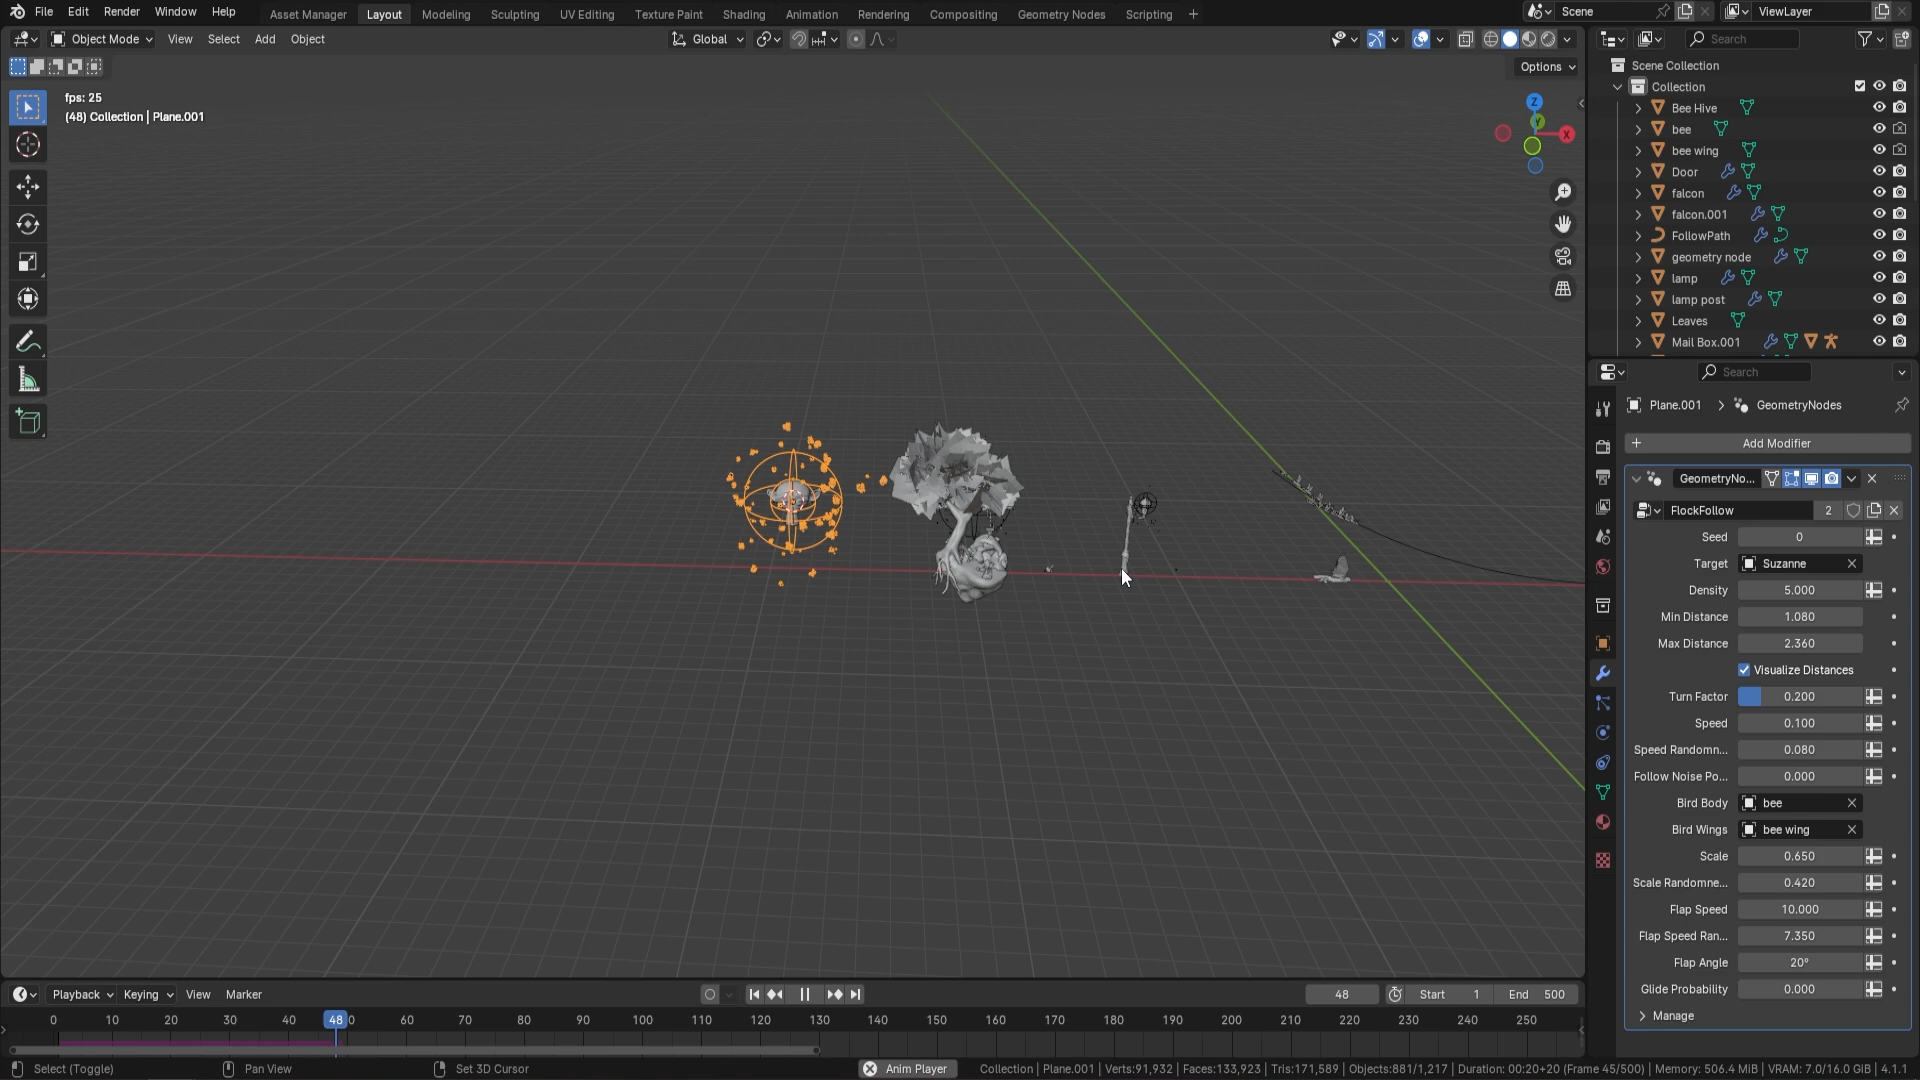 File Edit Render Window Help Asset Manager Layout Modeling Sculpting UV Editing Texture Paint Shading Animation Rendering Compositing Geometry Nodes Scripting Scene ViewLayer
Object Mode View Select Add Object Global Search
Options
fps: 25
(48) Collection | Plane.001
Z
Y
X
Scene Collection
Collection
Bee Hive
bee
bee wing
Door
falcon
falcon.001
FollowPath
geometry node
lamp
lamp post
Leaves
Mail Box.001
Search
Plane.001 GeometryNodes
Add Modifier
GeometryNo...
FlockFollow 2
Seed 0
Target Suzanne
Density 5.000
Min Distance 1.080
Max Distance 2.360
Visualize Distances
Turn Factor 0.200
Speed 0.100
Speed Randomn... 0.080
Follow Noise Po... 0.000
Bird Body bee
Bird Wings bee wing
Scale 0.650
Scale Randomne... 0.420
Flap Speed 10.000
Flap Speed Ran... 7.350
Flap Angle 20°
Glide Probability 0.000
Manage
Playback Keying View Marker 48 Start 1 End 500
0 10 20 30 40 48 0 60 70 80 90 100 110 120 130 140 150 160 170 180 190 200 210 220 230 240 250
Select (Toggle) Pan View Set 3D Cursor Anim Player Collection | Plane.001 | Verts:91,932 | Faces:133,923 | Tris:171,589 | Objects:881/1,217 | Duration: 00:20+20 (Frame 45/500) | Memory: 506.4 MiB | VRAM: 7.0/16.0 GiB | 4.1.1